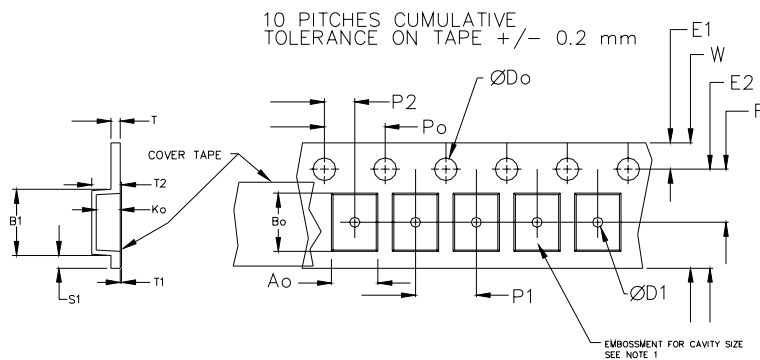 10 PITCHES CUMULATIVE
TOLERANCE ON TAPE +/- 0.2 mm
E1
W
E2
F
ØDo
P2
Po
T
COVER TAPE
T2
Ko
B1
Bo
S1
T1
Ao
P1
ØD1
EMBOSSMENT FOR CAVITY SIZE
SEE NOTE 1